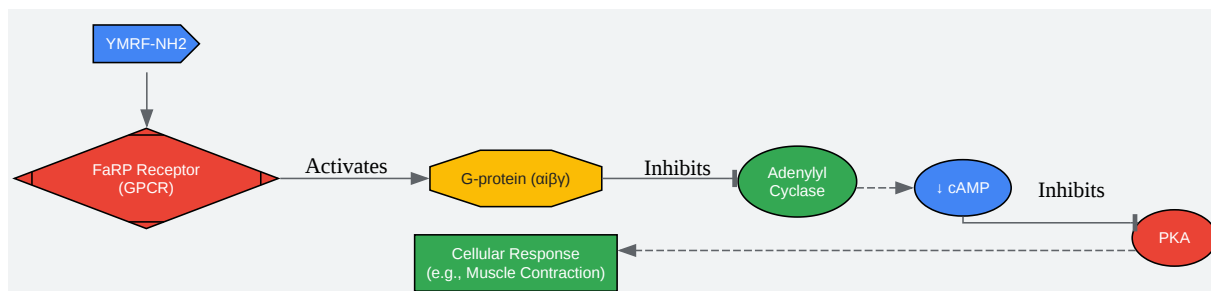 YMRF-NH2
FaRP Receptor
(GPCR)
Activates
G-protein (αiβγ)
Inhibits
Adenylyl
Cyclase
↓ cAMP
Inhibits
PKA
Cellular Response
(e.g., Muscle Contraction)